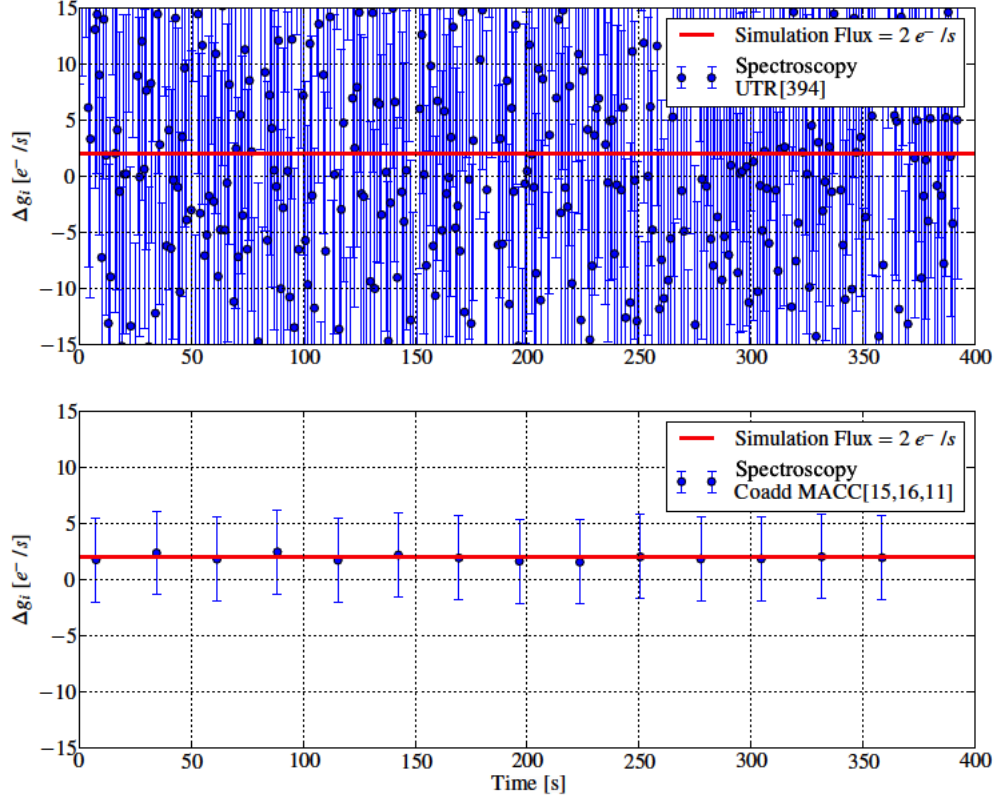 15
10
5
0
−5
−10
−15
Δgᵢ [e⁻/s]
Simulation Flux = 2 e⁻/s
Spectroscopy
UTR[394]
0 50 100 150 200 250 300 350 400
15
10
5
0
−5
−10
−15
Δgᵢ [e⁻/s]
Simulation Flux = 2 e⁻/s
Spectroscopy
Coadd MACC[15,16,11]
0 50 100 150 200 250 300 350 400
Time [s]